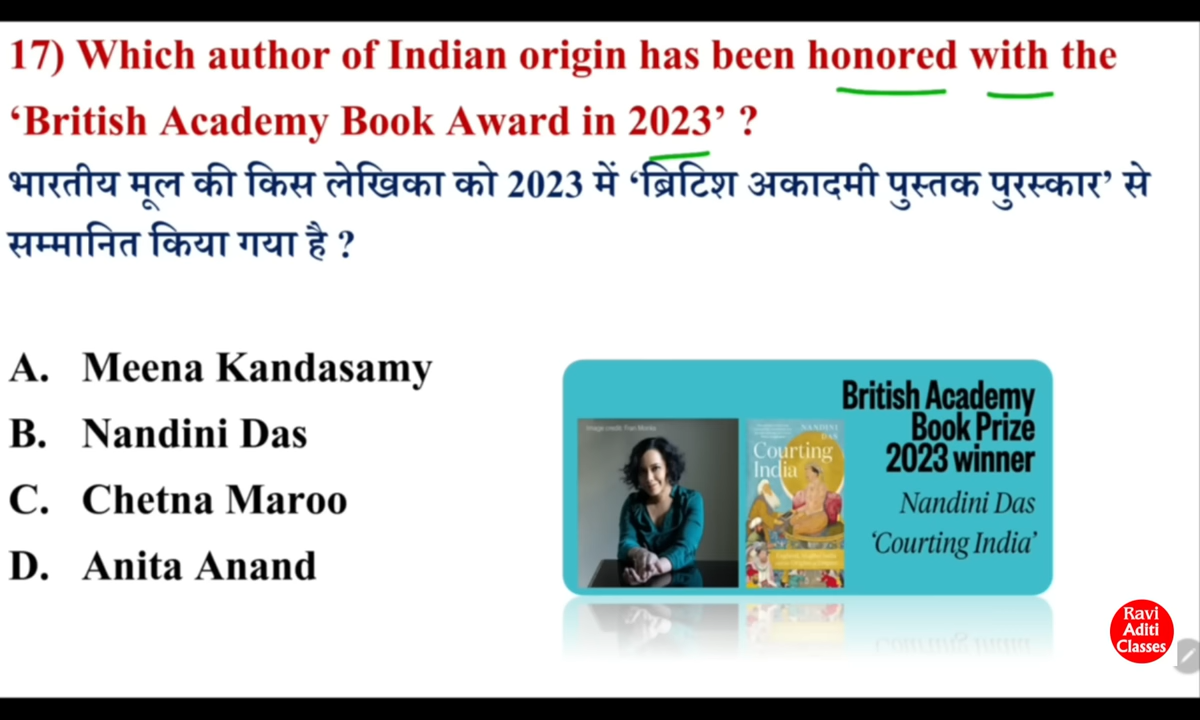 17) Which author of Indian origin has been honored with the
‘British Academy Book Award in 2023’ ?
भारतीय मूल की किस लेखिका को 2023 में ‘ब्रिटिश अकादमी पुस्तक पुरस्कार’ से
सम्मानित किया गया है ?
A. Meena Kandasamy
B. Nandini Das
C. Chetna Maroo
D. Anita Anand
British Academy
Book Prize
2023 winner
Nandini Das
‘Courting India’
NANDINI
DAS
Courting
India
Ravi
Aditi
Classes